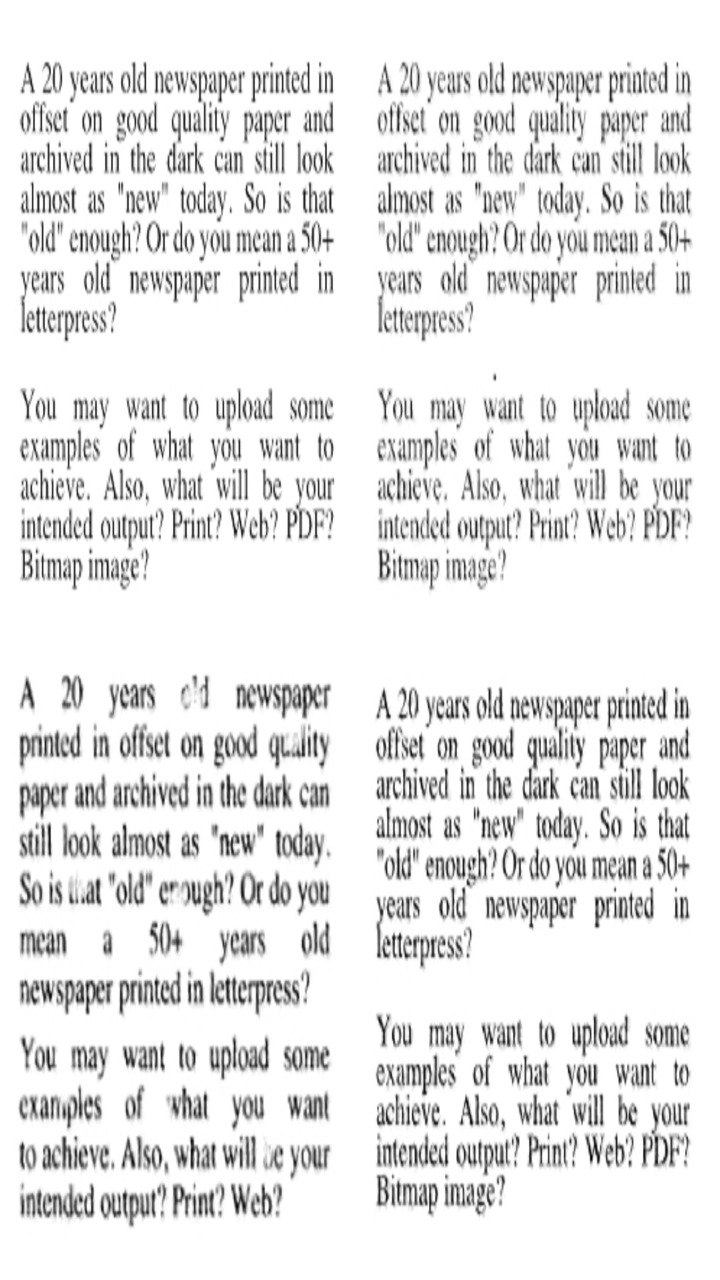 A 20 years old newspaper printed in
offset on good quality paper and
archived in the dark can still look
almost as "new" today. So is that
"old" enough? Or do you mean a 50+
years old newspaper printed in
letterpress?
You may want to upload some
examples of what you want to
achieve. Also, what will be your
intended output? Print? Web? PDF?
Bitmap image?
A 20 years old newspaper printed in
offset on good quality paper and
archived in the dark can still look
almost as "new" today. So is that
"old" enough? Or do you mean a 50+
years old newspaper printed in
letterpress?
You may want to upload some
examples of what you want to
achieve. Also, what will be your
intended output? Print? Web? PDF?
Bitmap image?
A 20 years old newspaper
printed in offset on good quality
paper and archived in the dark can
still look almost as "new" today.
So is that "old" enough? Or do you
mean a 50+ years old
newspaper printed in letterpress?
You may want to upload some
examples of what you want
to achieve. Also, what will be your
intended output? Print? Web?
A 20 years old newspaper printed in
offset on good quality paper and
archived in the dark can still look
almost as "new" today. So is that
"old" enough? Or do you mean a 50+
years old newspaper printed in
letterpress?
You may want to upload some
examples of what you want to
achieve. Also, what will be your
intended output? Print? Web? PDF?
Bitmap image?